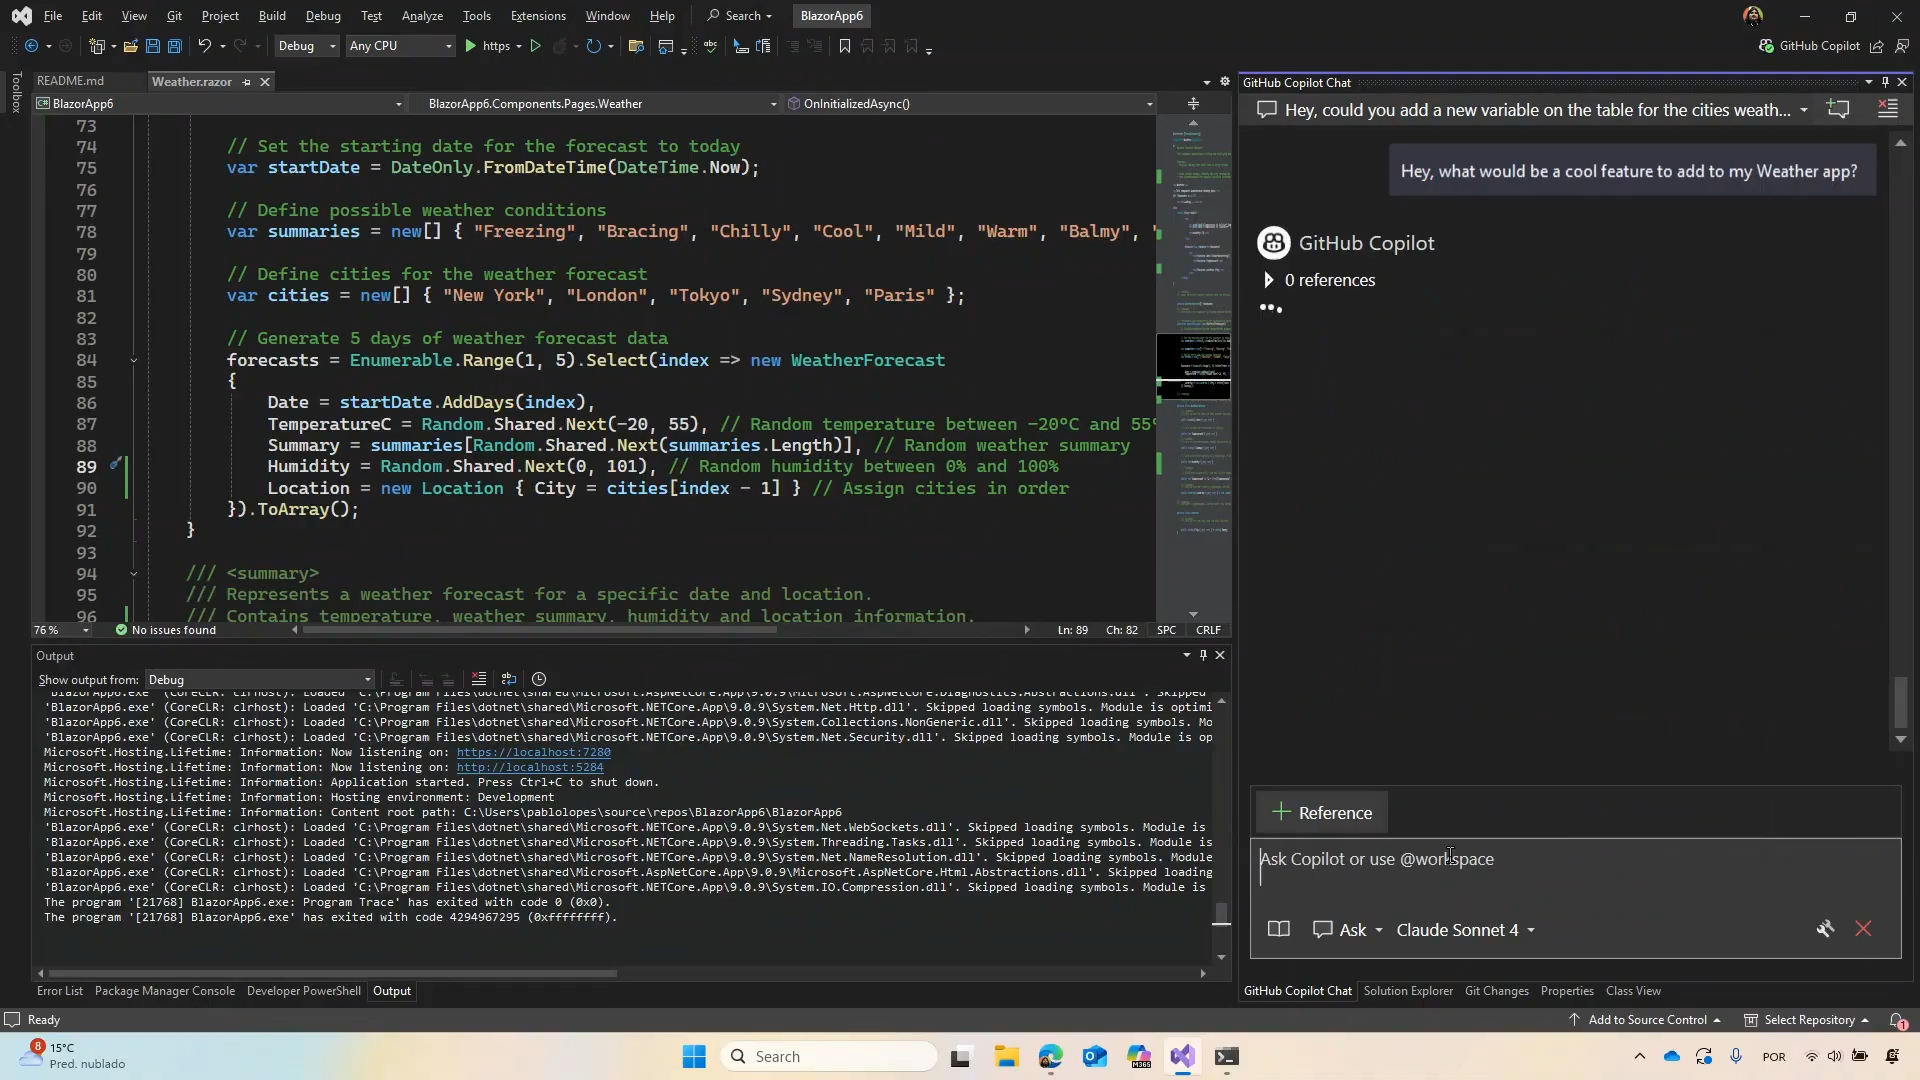 File Edit View Git Project Build Debug Test Analyze Tools Extensions Window Help Search BlazorApp6
Debug Any CPU https GitHub Copilot
Toolbox
README.md Weather.razor
BlazorApp6 BlazorApp6.Components.Pages.Weather OnInitializedAsync()
73
74 // Set the starting date for the forecast to today
75 var startDate = DateOnly.FromDateTime(DateTime.Now);
76
77 // Define possible weather conditions
78 var summaries = new[] { "Freezing", "Bracing", "Chilly", "Cool", "Mild", "Warm", "Balmy", "
79
80 // Define cities for the weather forecast
81 var cities = new[] { "New York", "London", "Tokyo", "Sydney", "Paris" };
82
83 // Generate 5 days of weather forecast data
84 forecasts = Enumerable.Range(1, 5).Select(index => new WeatherForecast
85 {
86 Date = startDate.AddDays(index),
87 TemperatureC = Random.Shared.Next(-20, 55), // Random temperature between -20°C and 55°
88 Summary = summaries[Random.Shared.Next(summaries.Length)], // Random weather summary
89 Humidity = Random.Shared.Next(0, 101), // Random humidity between 0% and 100%
90 Location = new Location { City = cities[index - 1] } // Assign cities in order
91 }).ToArray();
92 }
93
94 /// <summary>
95 /// Represents a weather forecast for a specific date and location.
96 /// Contains temperature, weather summary, humidity and location information.
76 % No issues found Ln: 89 Ch: 82 SPC CRLF
Output
Show output from: Debug
'BlazorApp6.exe' (CoreCLR: clrhost): Loaded 'C:\Program Files\dotnet\shared\Microsoft.AspNetCore.App\9.0.9\Microsoft.AspNetCore.Diagnostics.Abstractions.dll'. Skipped
'BlazorApp6.exe' (CoreCLR: clrhost): Loaded 'C:\Program Files\dotnet\shared\Microsoft.NETCore.App\9.0.9\System.Net.Http.dll'. Skipped loading symbols. Module is optimi
'BlazorApp6.exe' (CoreCLR: clrhost): Loaded 'C:\Program Files\dotnet\shared\Microsoft.NETCore.App\9.0.9\System.Collections.NonGeneric.dll'. Skipped loading symbols. Mo
'BlazorApp6.exe' (CoreCLR: clrhost): Loaded 'C:\Program Files\dotnet\shared\Microsoft.NETCore.App\9.0.9\System.Net.Security.dll'. Skipped loading symbols. Module is op
Microsoft.Hosting.Lifetime: Information: Now listening on: https://localhost:7280
Microsoft.Hosting.Lifetime: Information: Now listening on: http://localhost:5284
Microsoft.Hosting.Lifetime: Information: Application started. Press Ctrl+C to shut down.
Microsoft.Hosting.Lifetime: Information: Hosting environment: Development
Microsoft.Hosting.Lifetime: Information: Content root path: C:\Users\pablolopes\source\repos\BlazorApp6\BlazorApp6
'BlazorApp6.exe' (CoreCLR: clrhost): Loaded 'C:\Program Files\dotnet\shared\Microsoft.NETCore.App\9.0.9\System.Net.WebSockets.dll'. Skipped loading symbols. Module is
'BlazorApp6.exe' (CoreCLR: clrhost): Loaded 'C:\Program Files\dotnet\shared\Microsoft.NETCore.App\9.0.9\System.Threading.Tasks.dll'. Skipped loading symbols. Module is
'BlazorApp6.exe' (CoreCLR: clrhost): Loaded 'C:\Program Files\dotnet\shared\Microsoft.NETCore.App\9.0.9\System.Net.NameResolution.dll'. Skipped loading symbols. Module
'BlazorApp6.exe' (CoreCLR: clrhost): Loaded 'C:\Program Files\dotnet\shared\Microsoft.AspNetCore.App\9.0.9\Microsoft.AspNetCore.Html.Abstractions.dll'. Skipped loading
'BlazorApp6.exe' (CoreCLR: clrhost): Loaded 'C:\Program Files\dotnet\shared\Microsoft.NETCore.App\9.0.9\System.IO.Compression.dll'. Skipped loading symbols. Module is
The program '[21768] BlazorApp6.exe: Program Trace' has exited with code 0 (0x0).
The program '[21768] BlazorApp6.exe' has exited with code 4294967295 (0xffffffff).
Error List Package Manager Console Developer PowerShell Output
GitHub Copilot Chat
Hey, could you add a new variable on the table for the cities weath...
Hey, what would be a cool feature to add to my Weather app?
GitHub Copilot
0 references
Reference
Ask Copilot or use @workspace
Ask Claude Sonnet 4
GitHub Copilot Chat Solution Explorer Git Changes Properties Class View
Ready Add to Source Control Select Repository 1
8 15°C
Pred. nublado
Search
M365
POR